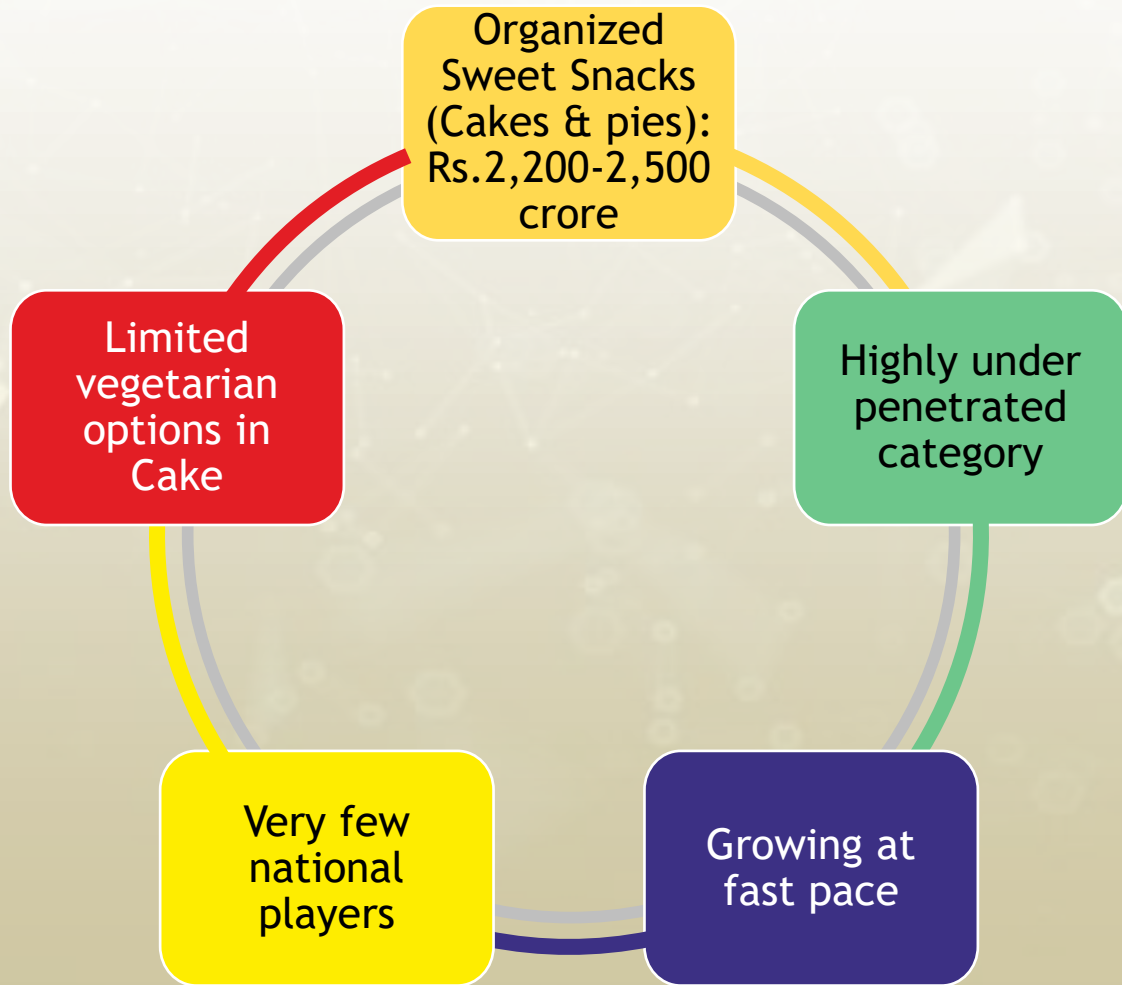 Organized
Sweet Snacks
(Cakes & pies):
Rs.2,200-2,500
crore
Highly under
penetrated
category
Growing at
fast pace
Very few
national
players
Limited
vegetarian
options in
Cake